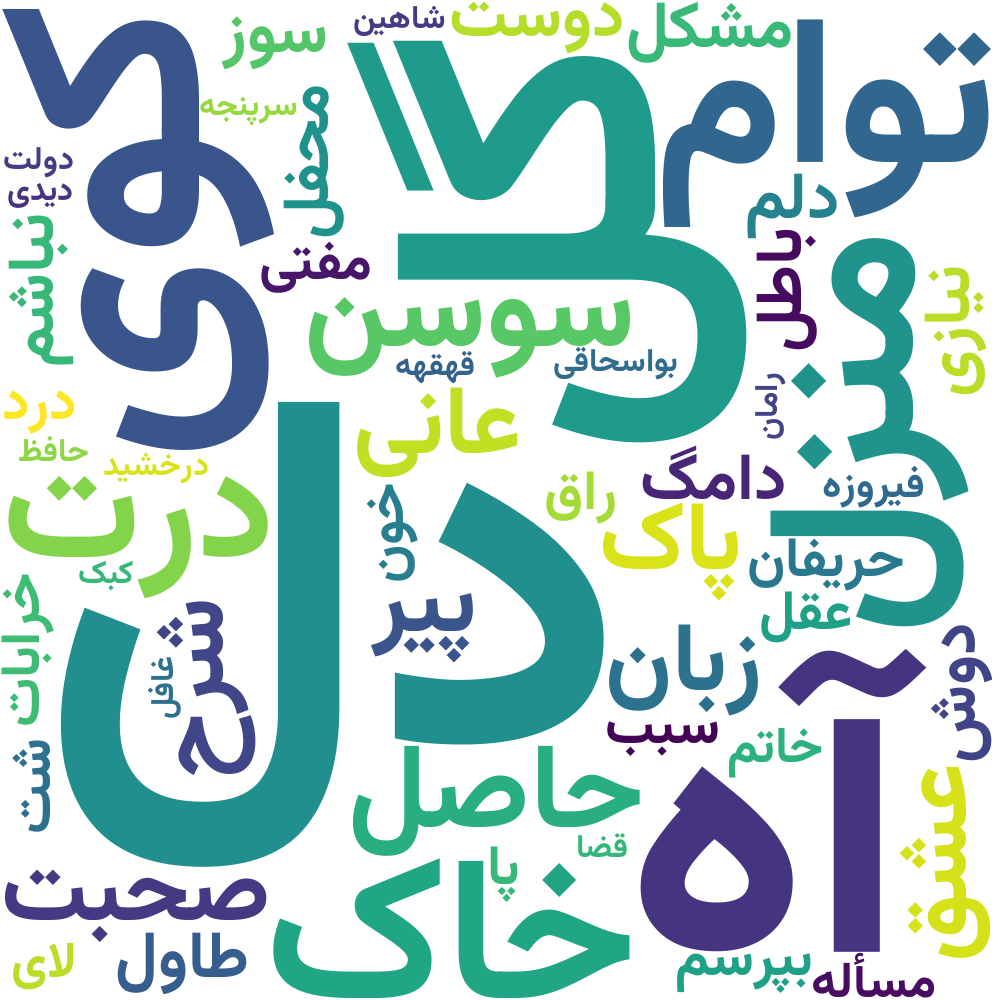 کوی
سوز
شاهین
دوست
مشکل
توام
سرپنجه
محفل
گل
دولت
دیدی
دلم
نباشم
مفتی
باطل
منزل
نیازی
سوسن
قهقهه
بواسحاقی
رامان
درد
عانی
حافظ
درخشید
دامگ
فیروزه
درت
دل
خون
راق
پاک
حریفان
کبک
پیر
عقل
خرابات
شرح
غافل
زبان
دوش
سبب
آه
خاتم
شت
حاصل
عشق
قضا
صحبت
پا
خاک
طاول
لای
بپرسم
مسأله